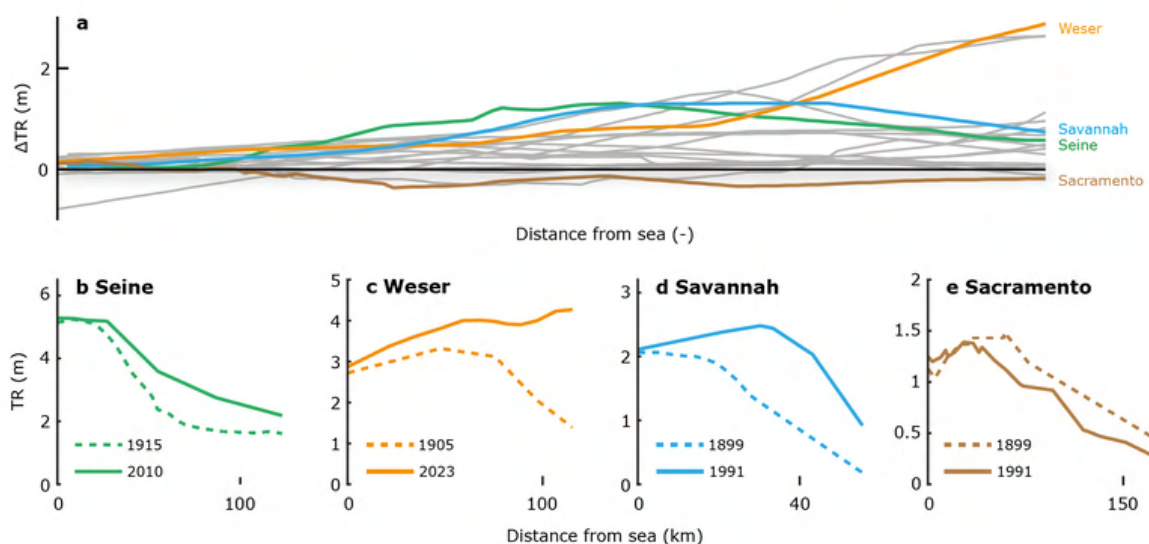 a
ΔTR (m)
2
0
Weser
Savannah
Seine
Sacramento
Distance from sea (-)
b Seine
TR (m)
6
4
2
0
1915
2010
0
100
c Weser
5
4
3
2
1
0
1905
2023
0
100
d Savannah
3
2
1
0
1899
1991
0
40
e Sacramento
2
1.5
1
0.5
0
1899
1991
0
150
Distance from sea (km)